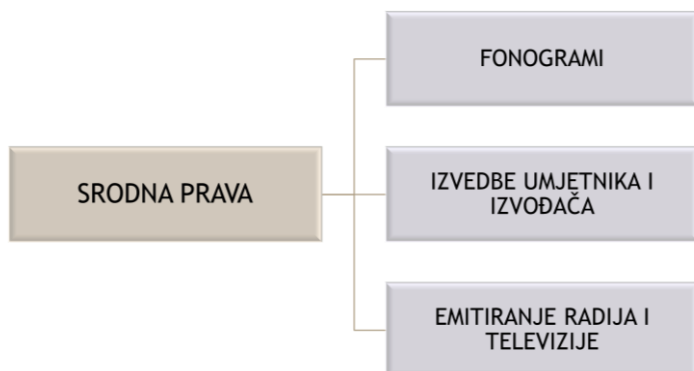 FONOGRAMI
SRODNA PRAVA
IZVEDBE UMJETNIKA I
IZVOĐAČA
EMITIRANJE RADIJA I
TELEVIZIJE